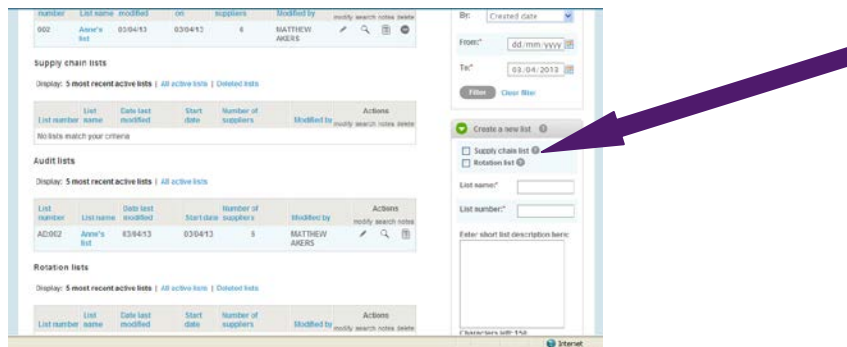 number List name modified on suppliers Modified by modify search notes delete
002 Anne's list 03/04/13 03/04/13 6 MATTHEW AKERS
Supply chain lists
Display: 5 most recent active lists | All active lists | Deleted lists
List number List name Date last modified Start date Number of suppliers Modified by Actions modify search notes delete
No lists match your criteria
Audit lists
Display: 5 most recent active lists | All active lists
List number List name Date last modified Start date Number of suppliers Modified by Actions modify search notes
AD002 Anne's list 03/04/13 03/04/13 5 MATTHEW AKERS
Rotation lists
Display: 5 most recent active lists | All active lists | Deleted lists
List number List name Date last modified Start date Number of suppliers Modified by Actions modify search notes delete
By: Created date
From:* dd/mm/yyyy
To:* 03/04/2013
Filter Clear filter
Create a new list
Supply chain list
Rotation list
List name:*
List number:*
Enter short list description here:
Characters left: 150
Internet